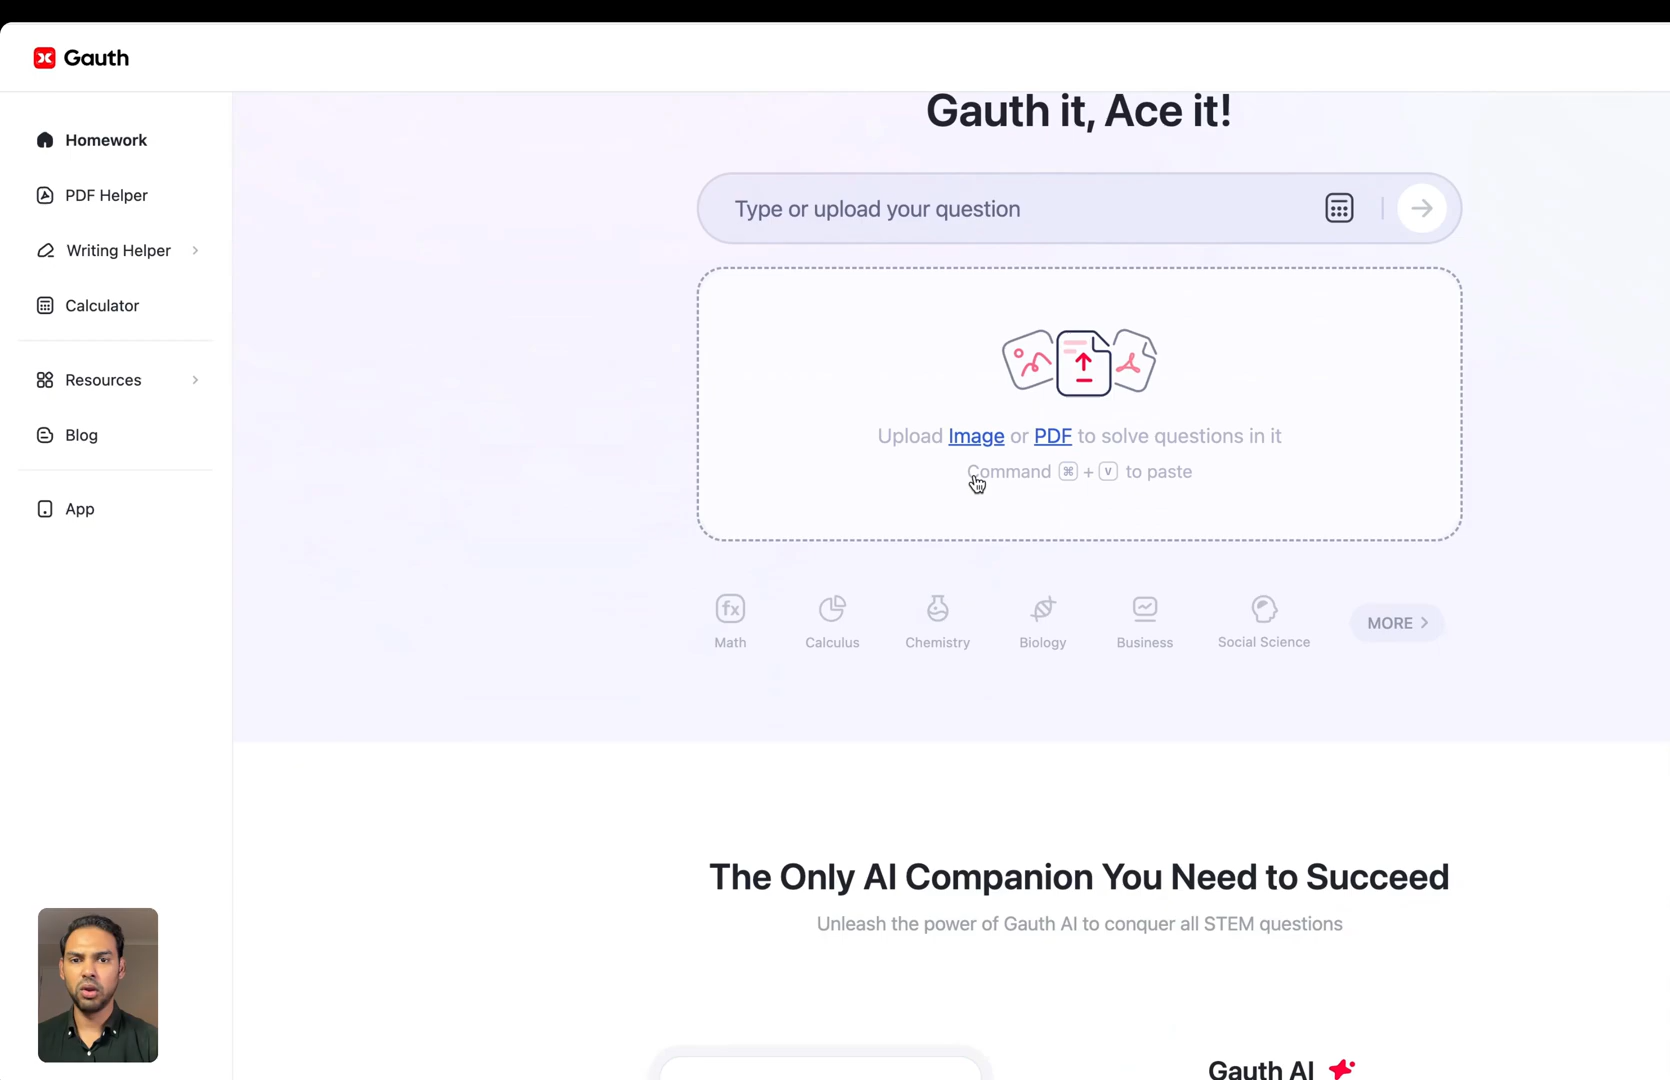 Gauth
Homework
PDF Helper
Writing Helper
Calculator
Resources
Blog
App
Gauth it, Ace it!
Type or upload your question
Upload Image or PDF to solve questions in it
Command ⌘ + V to paste
fx
Math
Calculus
Chemistry
Biology
Business
Social Science
MORE
The Only AI Companion You Need to Succeed
Unleash the power of Gauth AI to conquer all STEM questions
Gauth AI